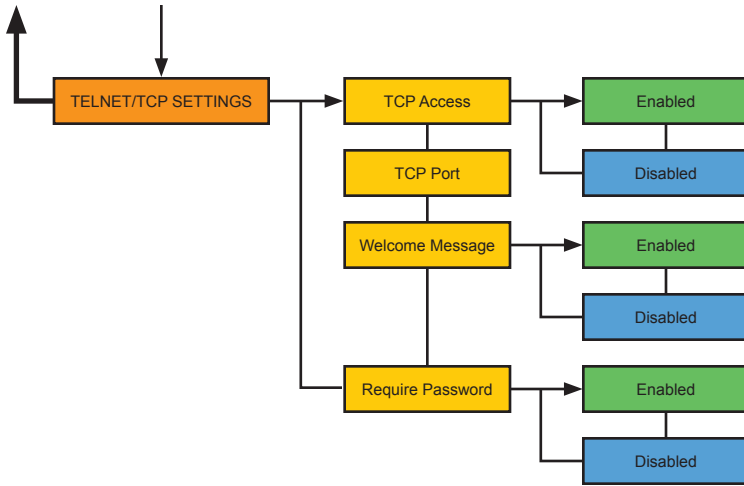 TELNET/TCP SETTINGS
TCP Access
Enabled
Disabled
TCP Port
Welcome Message
Enabled
Disabled
Require Password
Enabled
Disabled